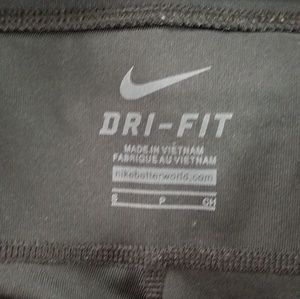 DRI-FIT
MADE IN VIETNAM
FABRIQUE AU VIETNAM
nikebetterworld.com
S P CH